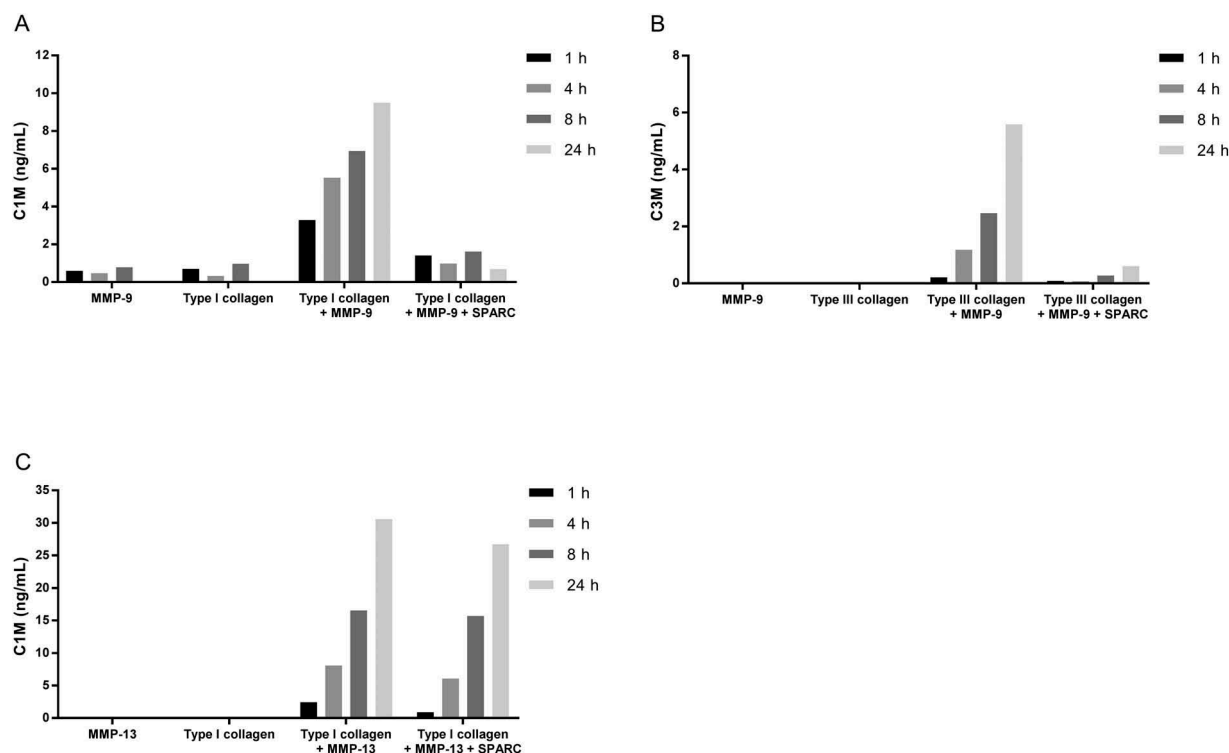 A
12
10
8
6
4
2
0
C1M (ng/mL)
MMP-9
Type I collagen
Type I collagen
+ MMP-9
Type I collagen
+ MMP-9 + SPARC
1 h
4 h
8 h
24 h
B
8
6
4
2
0
C3M (ng/mL)
MMP-9
Type III collagen
Type III collagen
+ MMP-9
Type III collagen
+ MMP-9 + SPARC
1 h
4 h
8 h
24 h
C
35
30
25
20
15
10
5
0
C1M (ng/mL)
MMP-13
Type I collagen
Type I collagen
+ MMP-13
Type I collagen
+ MMP-13 + SPARC
1 h
4 h
8 h
24 h